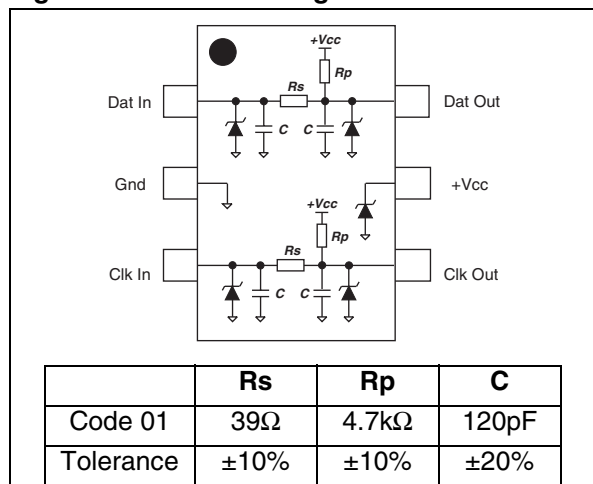 +Vcc
Rp
Rs
Dat In
Dat Out
C C
Gnd
+Vcc
+Vcc
Rp
Rs
Clk In
Clk Out
C C
Rs Rp C
Code 01 39Ω 4.7kΩ 120pF
Tolerance ±10% ±10% ±20%